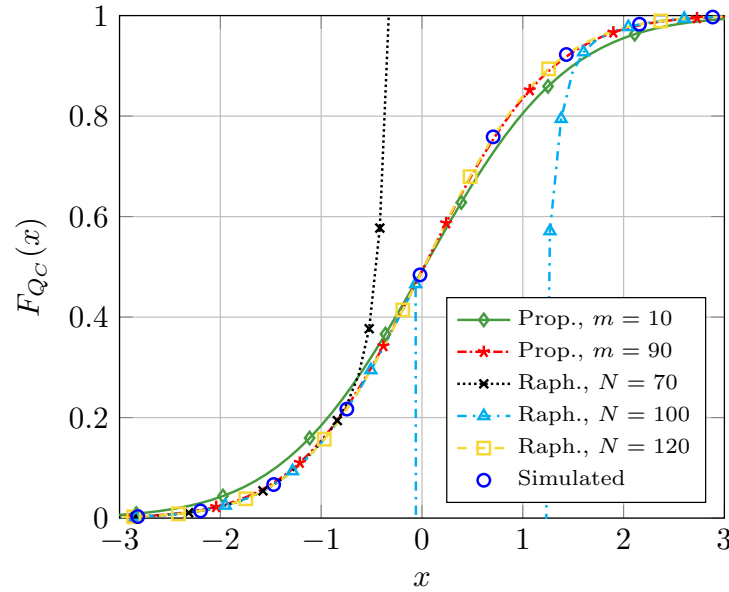 1
0.8
0.6
0.4
0.2
0
−3
−2
−1
0
1
2
3
F_{Q_C}(x)
x
Prop., m = 10
Prop., m = 90
Raph., N = 70
Raph., N = 100
Raph., N = 120
Simulated